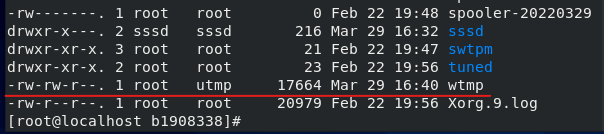 -rw-------. 1 root root 0 Feb 22 19:48 spooler-20220329
drwxr-x---. 2 sssd sssd 216 Mar 29 16:32 sssd
drwxr-xr-x. 3 root root 21 Feb 22 19:47 swtpm
drwxr-xr-x. 2 root root 23 Feb 22 19:56 tuned
-rw-rw-r--. 1 root utmp 17664 Mar 29 16:40 wtmp
-rw-r--r--. 1 root root 20979 Feb 22 19:56 Xorg.9.log
[root@localhost b1908338]#